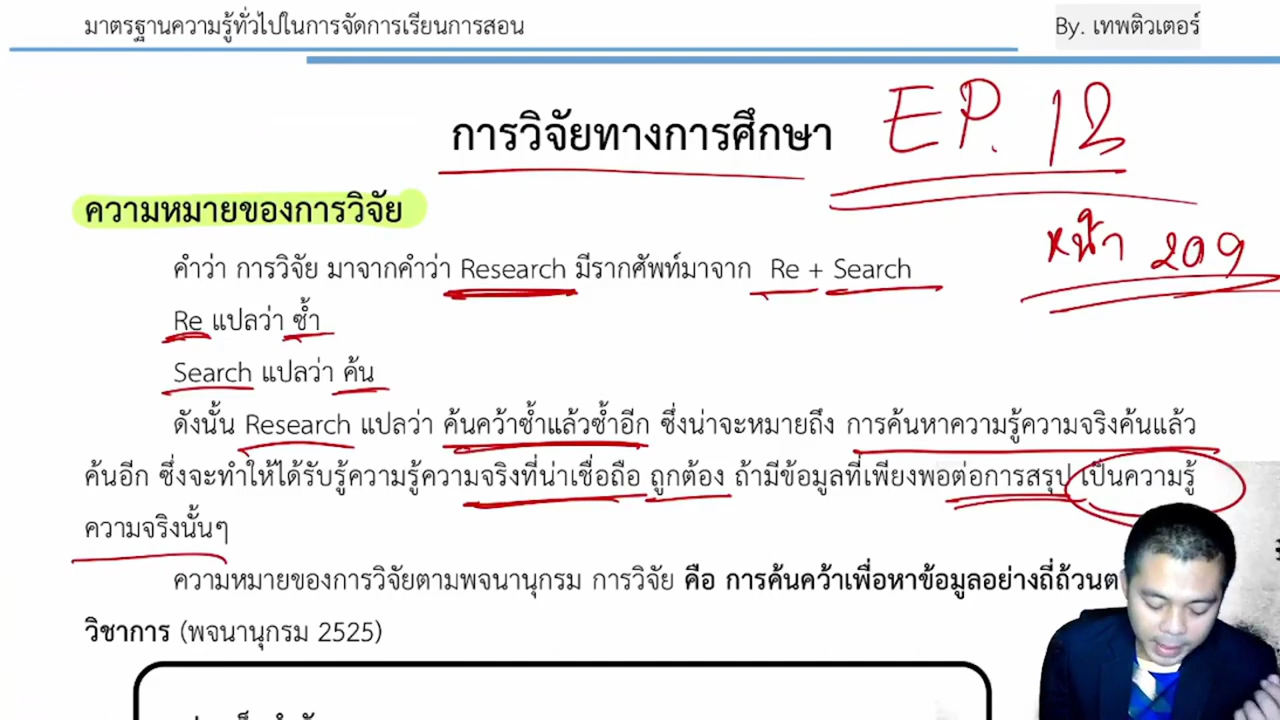 มาตรฐานความรู้ทั่วไปในการจัดการเรียนการสอน By. เทพติวเตอร์
การวิจัยทางการศึกษา EP. 12
ความหมายของการวิจัย
หน้า 209
คำว่า การวิจัย มาจากคำว่า Research มีรากศัพท์มาจาก Re + Search
Re แปลว่า ซ้ำ
Search แปลว่า ค้น
ดังนั้น Research แปลว่า ค้นคว้าซ้ำแล้วซ้ำอีก ซึ่งน่าจะหมายถึง การค้นหาความรู้ความจริงค้นแล้ว
ค้นอีก ซึ่งจะทำให้ได้รับรู้ความรู้ความจริงที่น่าเชื่อถือ ถูกต้อง ถ้ามีข้อมูลที่เพียงพอต่อการสรุป เป็นความรู้
ความจริงนั้นๆ
ความหมายของการวิจัยตามพจนานุกรม การวิจัย คือ การค้นคว้าเพื่อหาข้อมูลอย่างถี่ถ้วนต
วิชาการ (พจนานุกรม 2525)